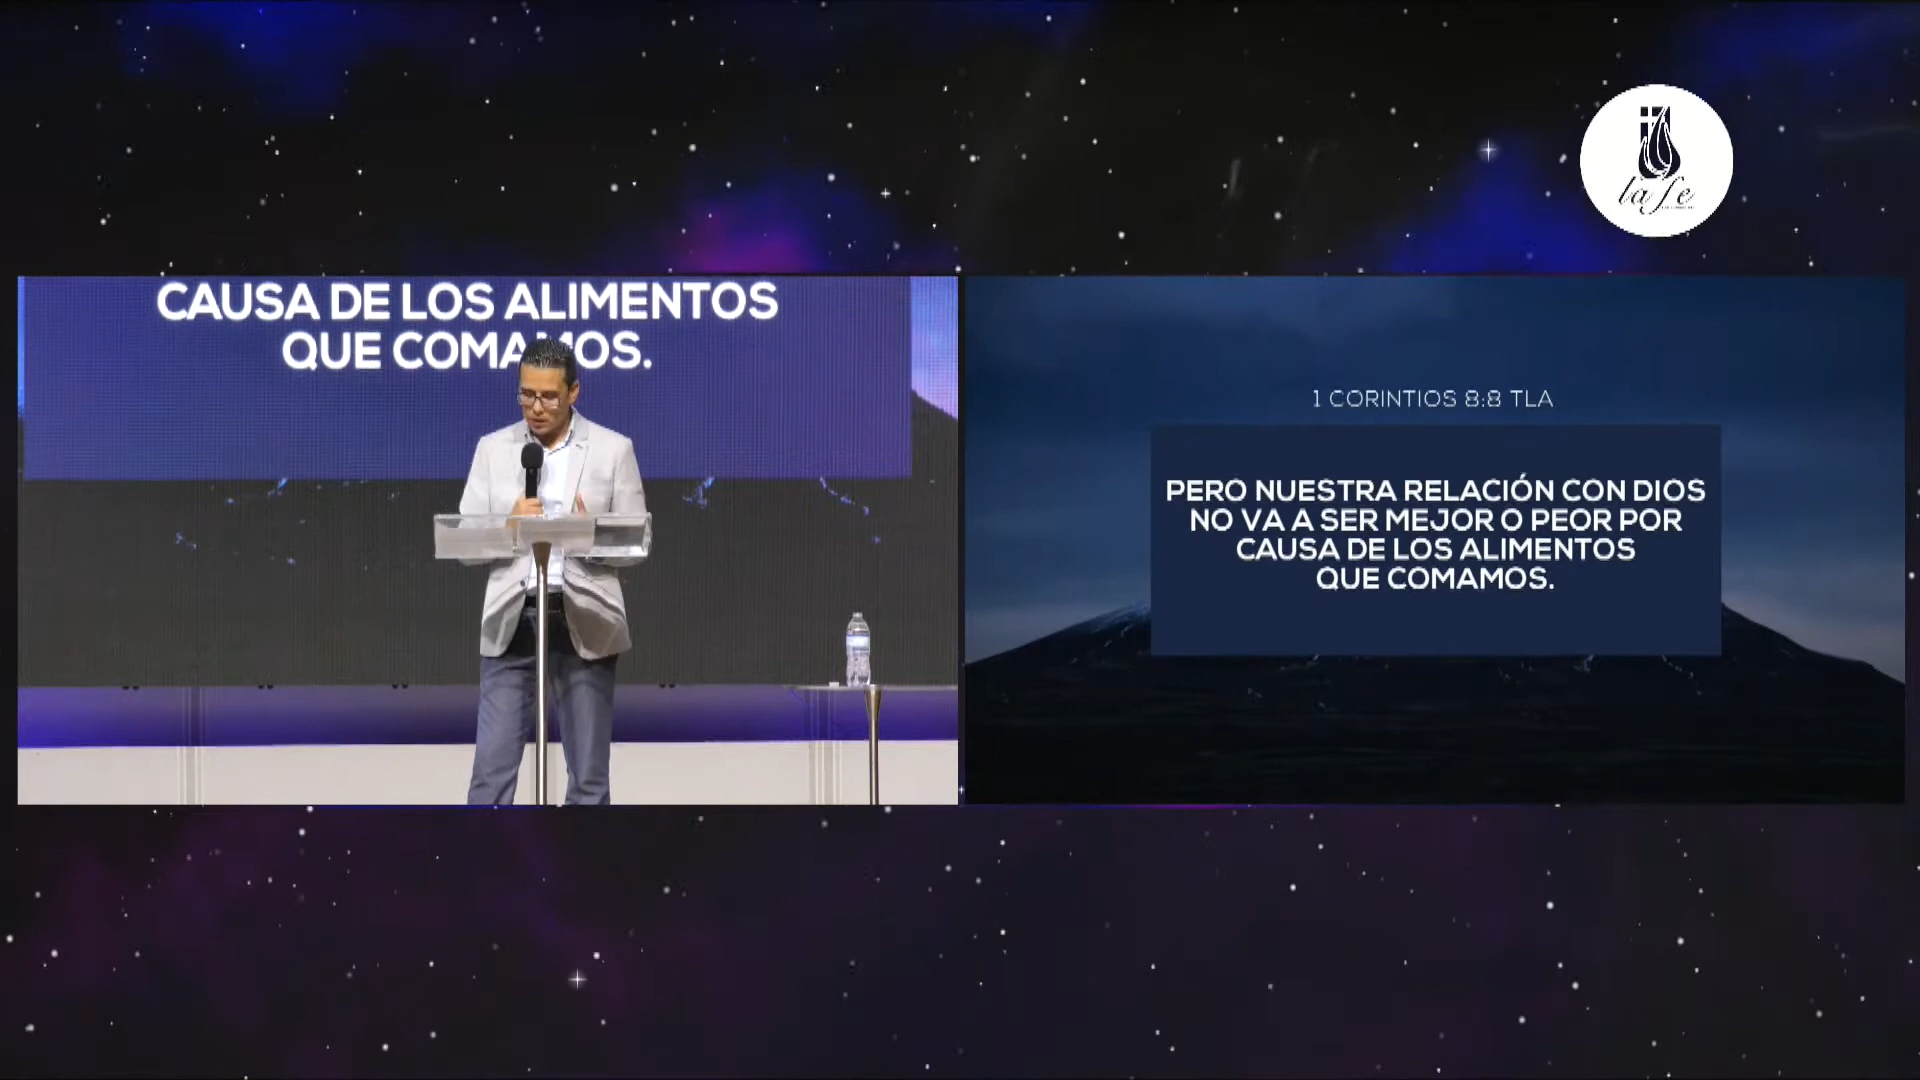 CAUSA DE LOS ALIMENTOS
QUE COMAMOS.
la fe
1 CORINTIOS 8:8 TLA
PERO NUESTRA RELACIÓN CON DIOS
NO VA A SER MEJOR O PEOR POR
CAUSA DE LOS ALIMENTOS
QUE COMAMOS.